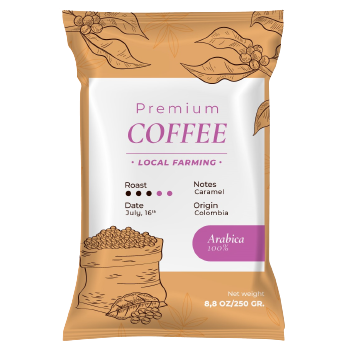 Premium
COFFEE
• LOCAL FARMING •
Roast
Notes
Caramel
Date
July, 16th
Origin
Colombia
Arabica
100%
Net weight
8,8 OZ/250 GR.